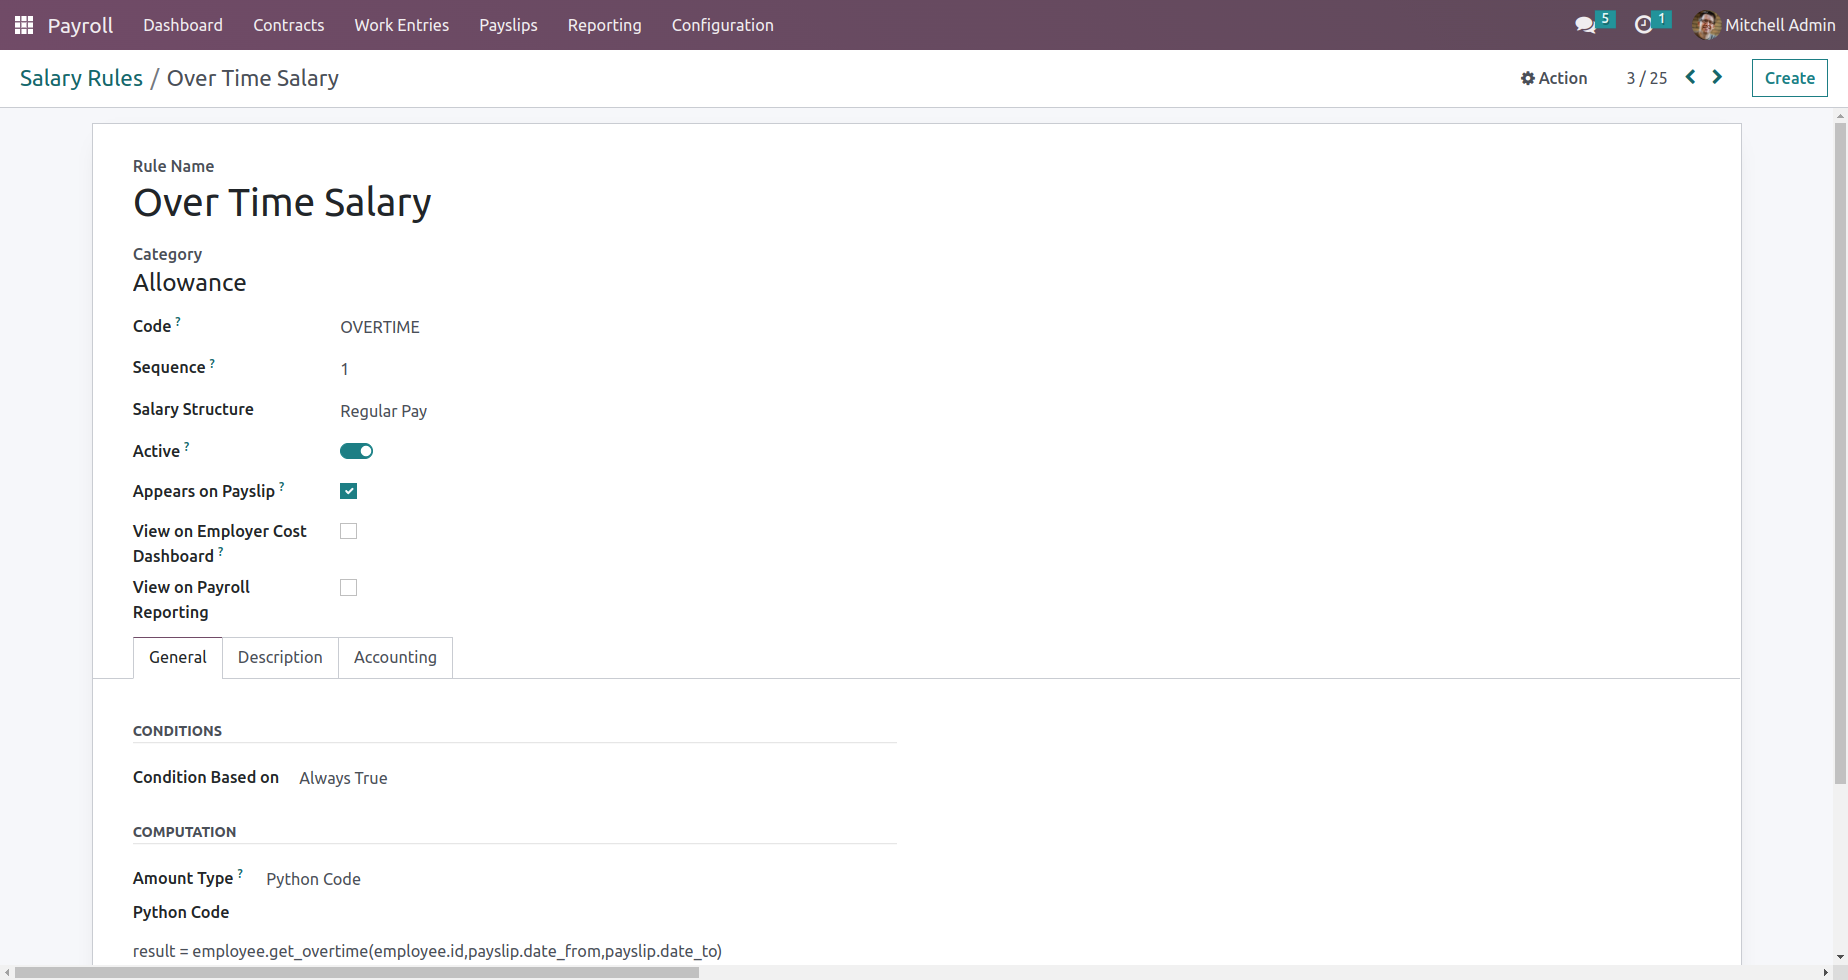 Payroll Dashboard Contracts Work Entries Payslips Reporting Configuration 5 1 Mitchell Admin
Salary Rules / Over Time Salary Action 3 / 25 Create
Rule Name
Over Time Salary
Category
Allowance
Code ? OVERTIME
Sequence ? 1
Salary Structure Regular Pay
Active ?
Appears on Payslip ?
View on Employer Cost
Dashboard ?
View on Payroll
Reporting
General Description Accounting
CONDITIONS
Condition Based on Always True
COMPUTATION
Amount Type ? Python Code
Python Code
result = employee.get_overtime(employee.id,payslip.date_from,payslip.date_to)